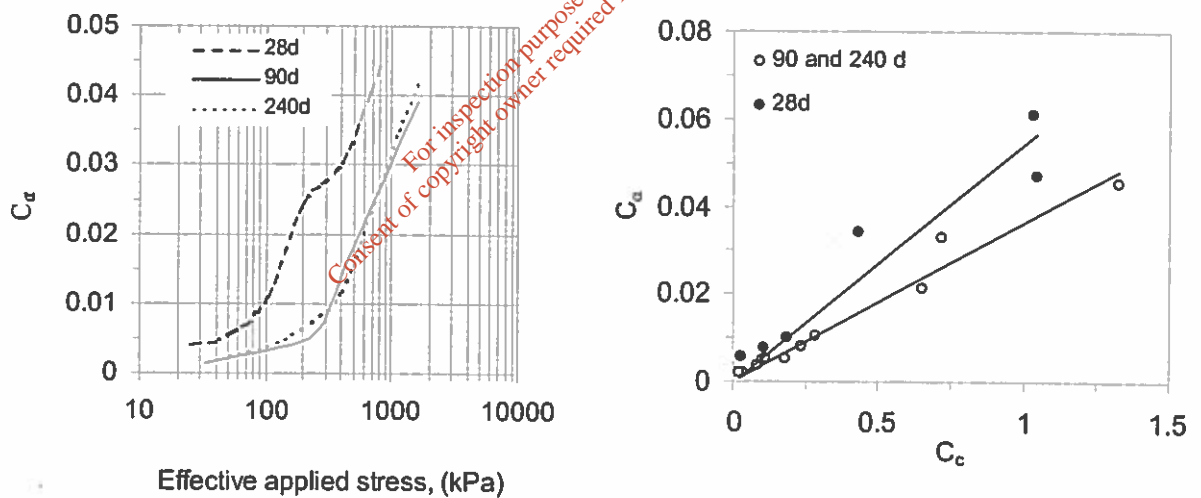 0.05
0.04
0.03
0.02
0.01
0
Cα
28d
90d
240d
10
100
1000
10000
Effective applied stress, (kPa)
For inspection purpose
Consent of copyright owner required
0.08
0.06
0.04
0.02
0
Cα
90 and 240 d
28d
0
0.5
1
1.5
Cc